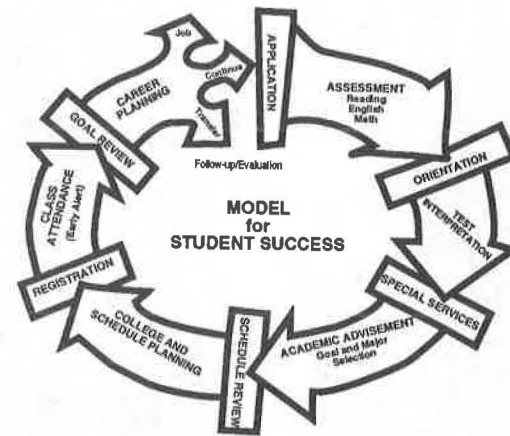 Job
Continue
Transfer
CAREER
PLANNING
APPLICATION
ASSESSMENT
Reading
English
Math
ORIENTATION
TEST
INTERPRETATION
SPECIAL SERVICES
ACADEMIC ADVISEMENT
Goal and Major
Selection
SCHEDULE REVIEW
COLLEGE AND
SCHEDULE PLANNING
REGISTRATION
CLASS
ATTENDANCE
(Early Alert)
GOAL REVIEW
Follow-up/Evaluation
MODEL
for
STUDENT SUCCESS